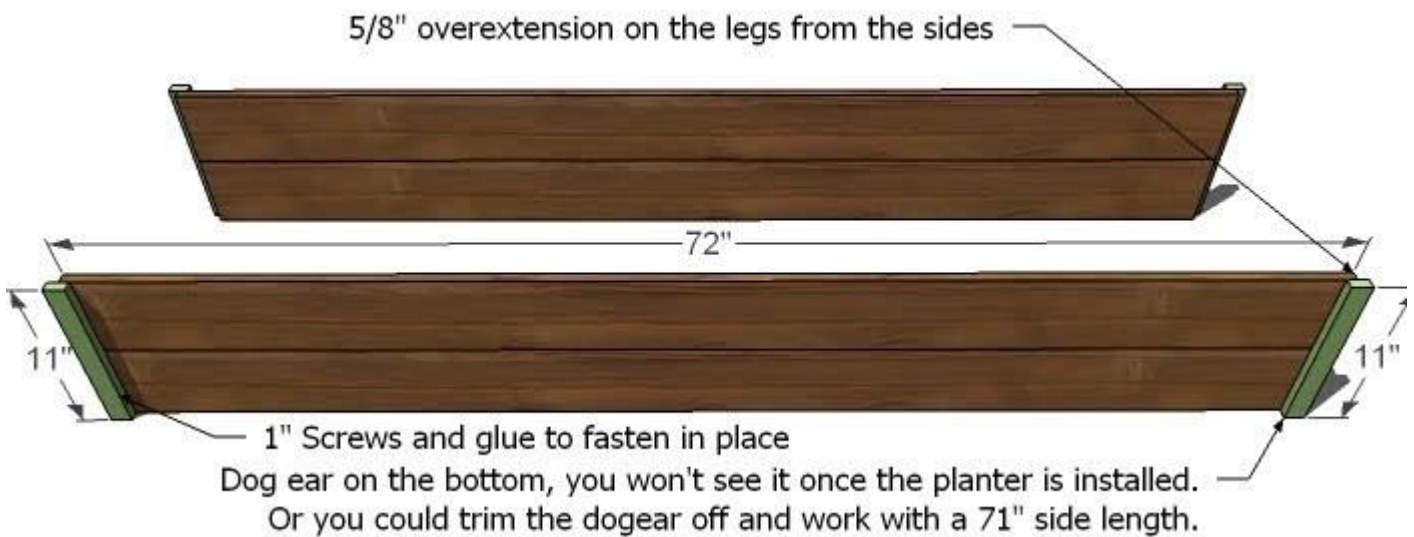 5/8" overextension on the legs from the sides
72"
11"
11"
1" Screws and glue to fasten in place
Dog ear on the bottom, you won't see it once the planter is installed.
Or you could trim the dogear off and work with a 71" side length.